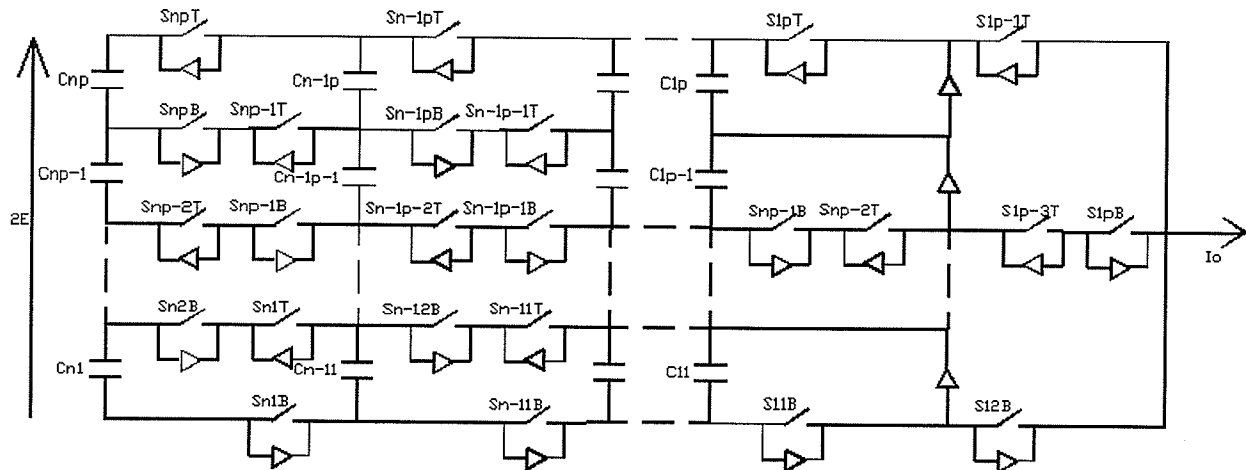 SnpT Sn-1pT S1pT S1p-1T
Cnp Cn-1p C1p
SnpB Snp-1T Sn-1pB Sn-1p-1T
Cnp-1 Cn-1p-1 C1p-1
2E Snp-2T Snp-1B Sn-1p-2T Sn-1p-1B Snp-1B Snp-2T S1p-3T S1pB
Io
Sn2B Sn1T Sn-12B Sn-11T
Cn1 Cn-11 C11
Sn1B Sn-11B S11B S12B